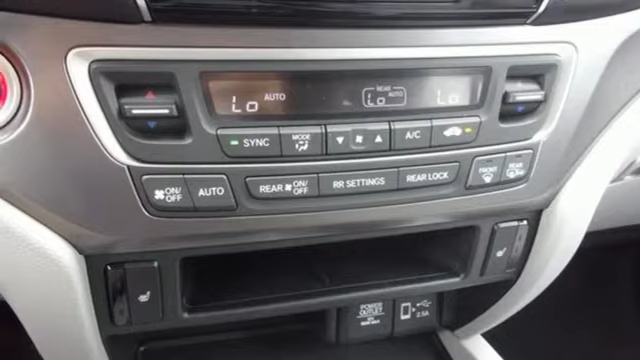 Lo AUTO REAR Lo AUTO Lo
SYNC MODE A/C
ON/OFF AUTO REAR ON/OFF RR SETTINGS REAR LOCK FRONT REAR
POWER OUTLET
2.5A